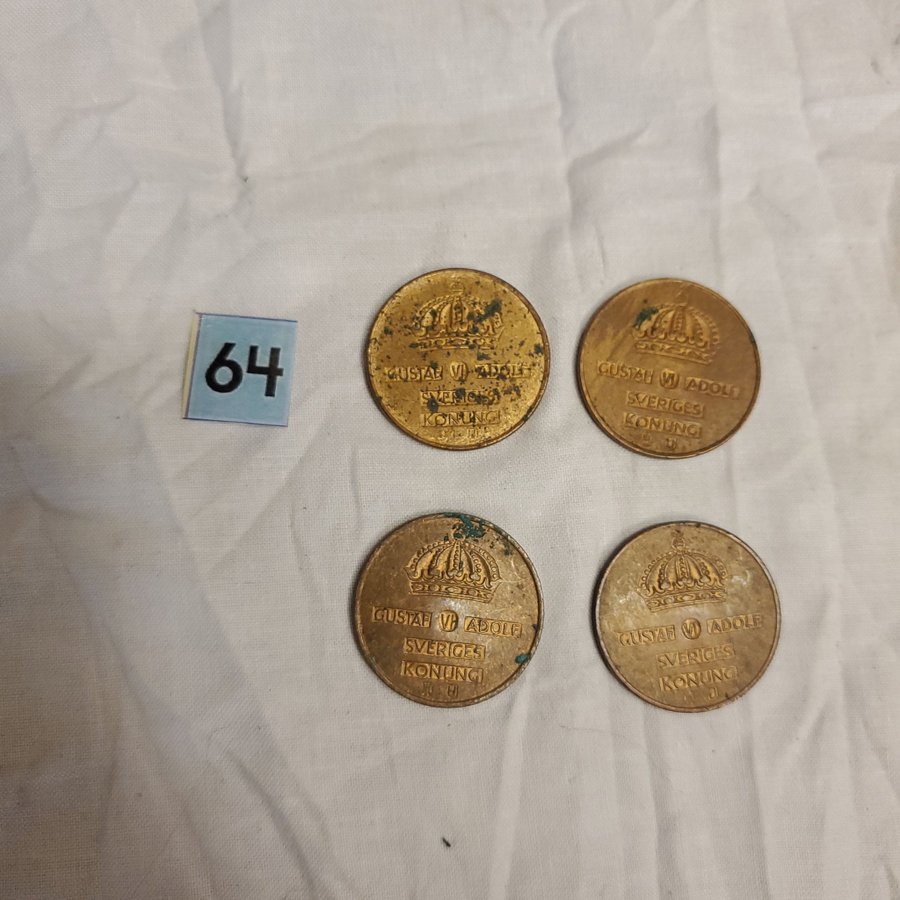 64
GUSTAF VI ADOLF
SVERIGES
KONUNG
GUSTAF VI ADOLF
SVERIGES
KONUNG
GUSTAF VI ADOLF
SVERIGES
KONUNG
GUSTAF VI ADOLF
SVERIGES
KONUNG